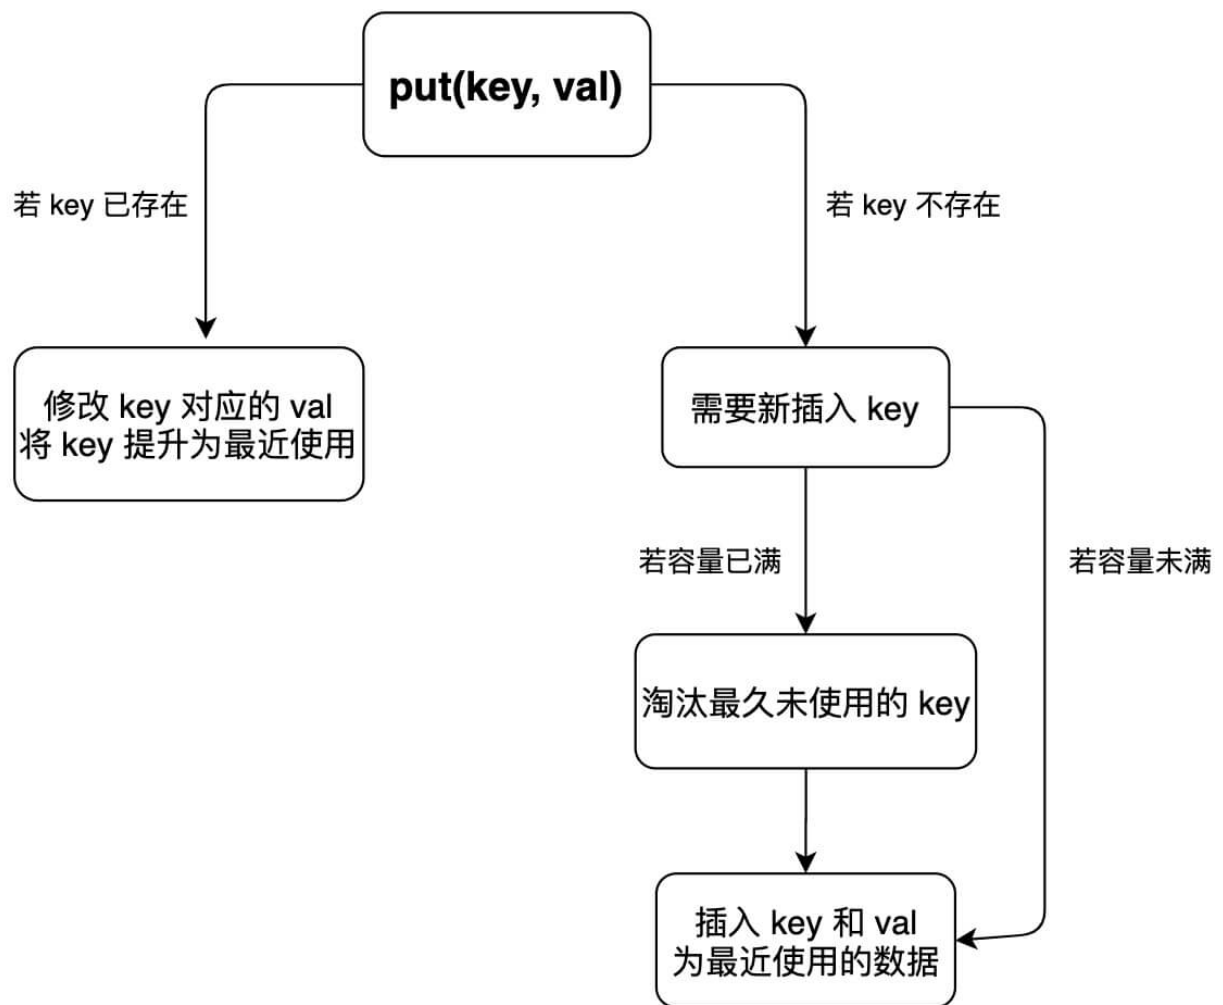 put(key, val)
若 key 已存在
若 key 不存在
修改 key 对应的 val
将 key 提升为最近使用
需要新插入 key
若容量已满
若容量未满
淘汰最久未使用的 key
插入 key 和 val
为最近使用的数据